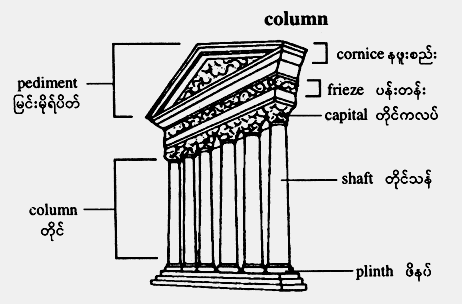 column
cornice နဖူးစည်း
pediment
မြင်းမိုရ်ပိတ်
frieze ပန်းတန်း
capital တိုင်ကလပ်
shaft တိုင်သန်
column
တိုင်
plinth ဖိနပ်